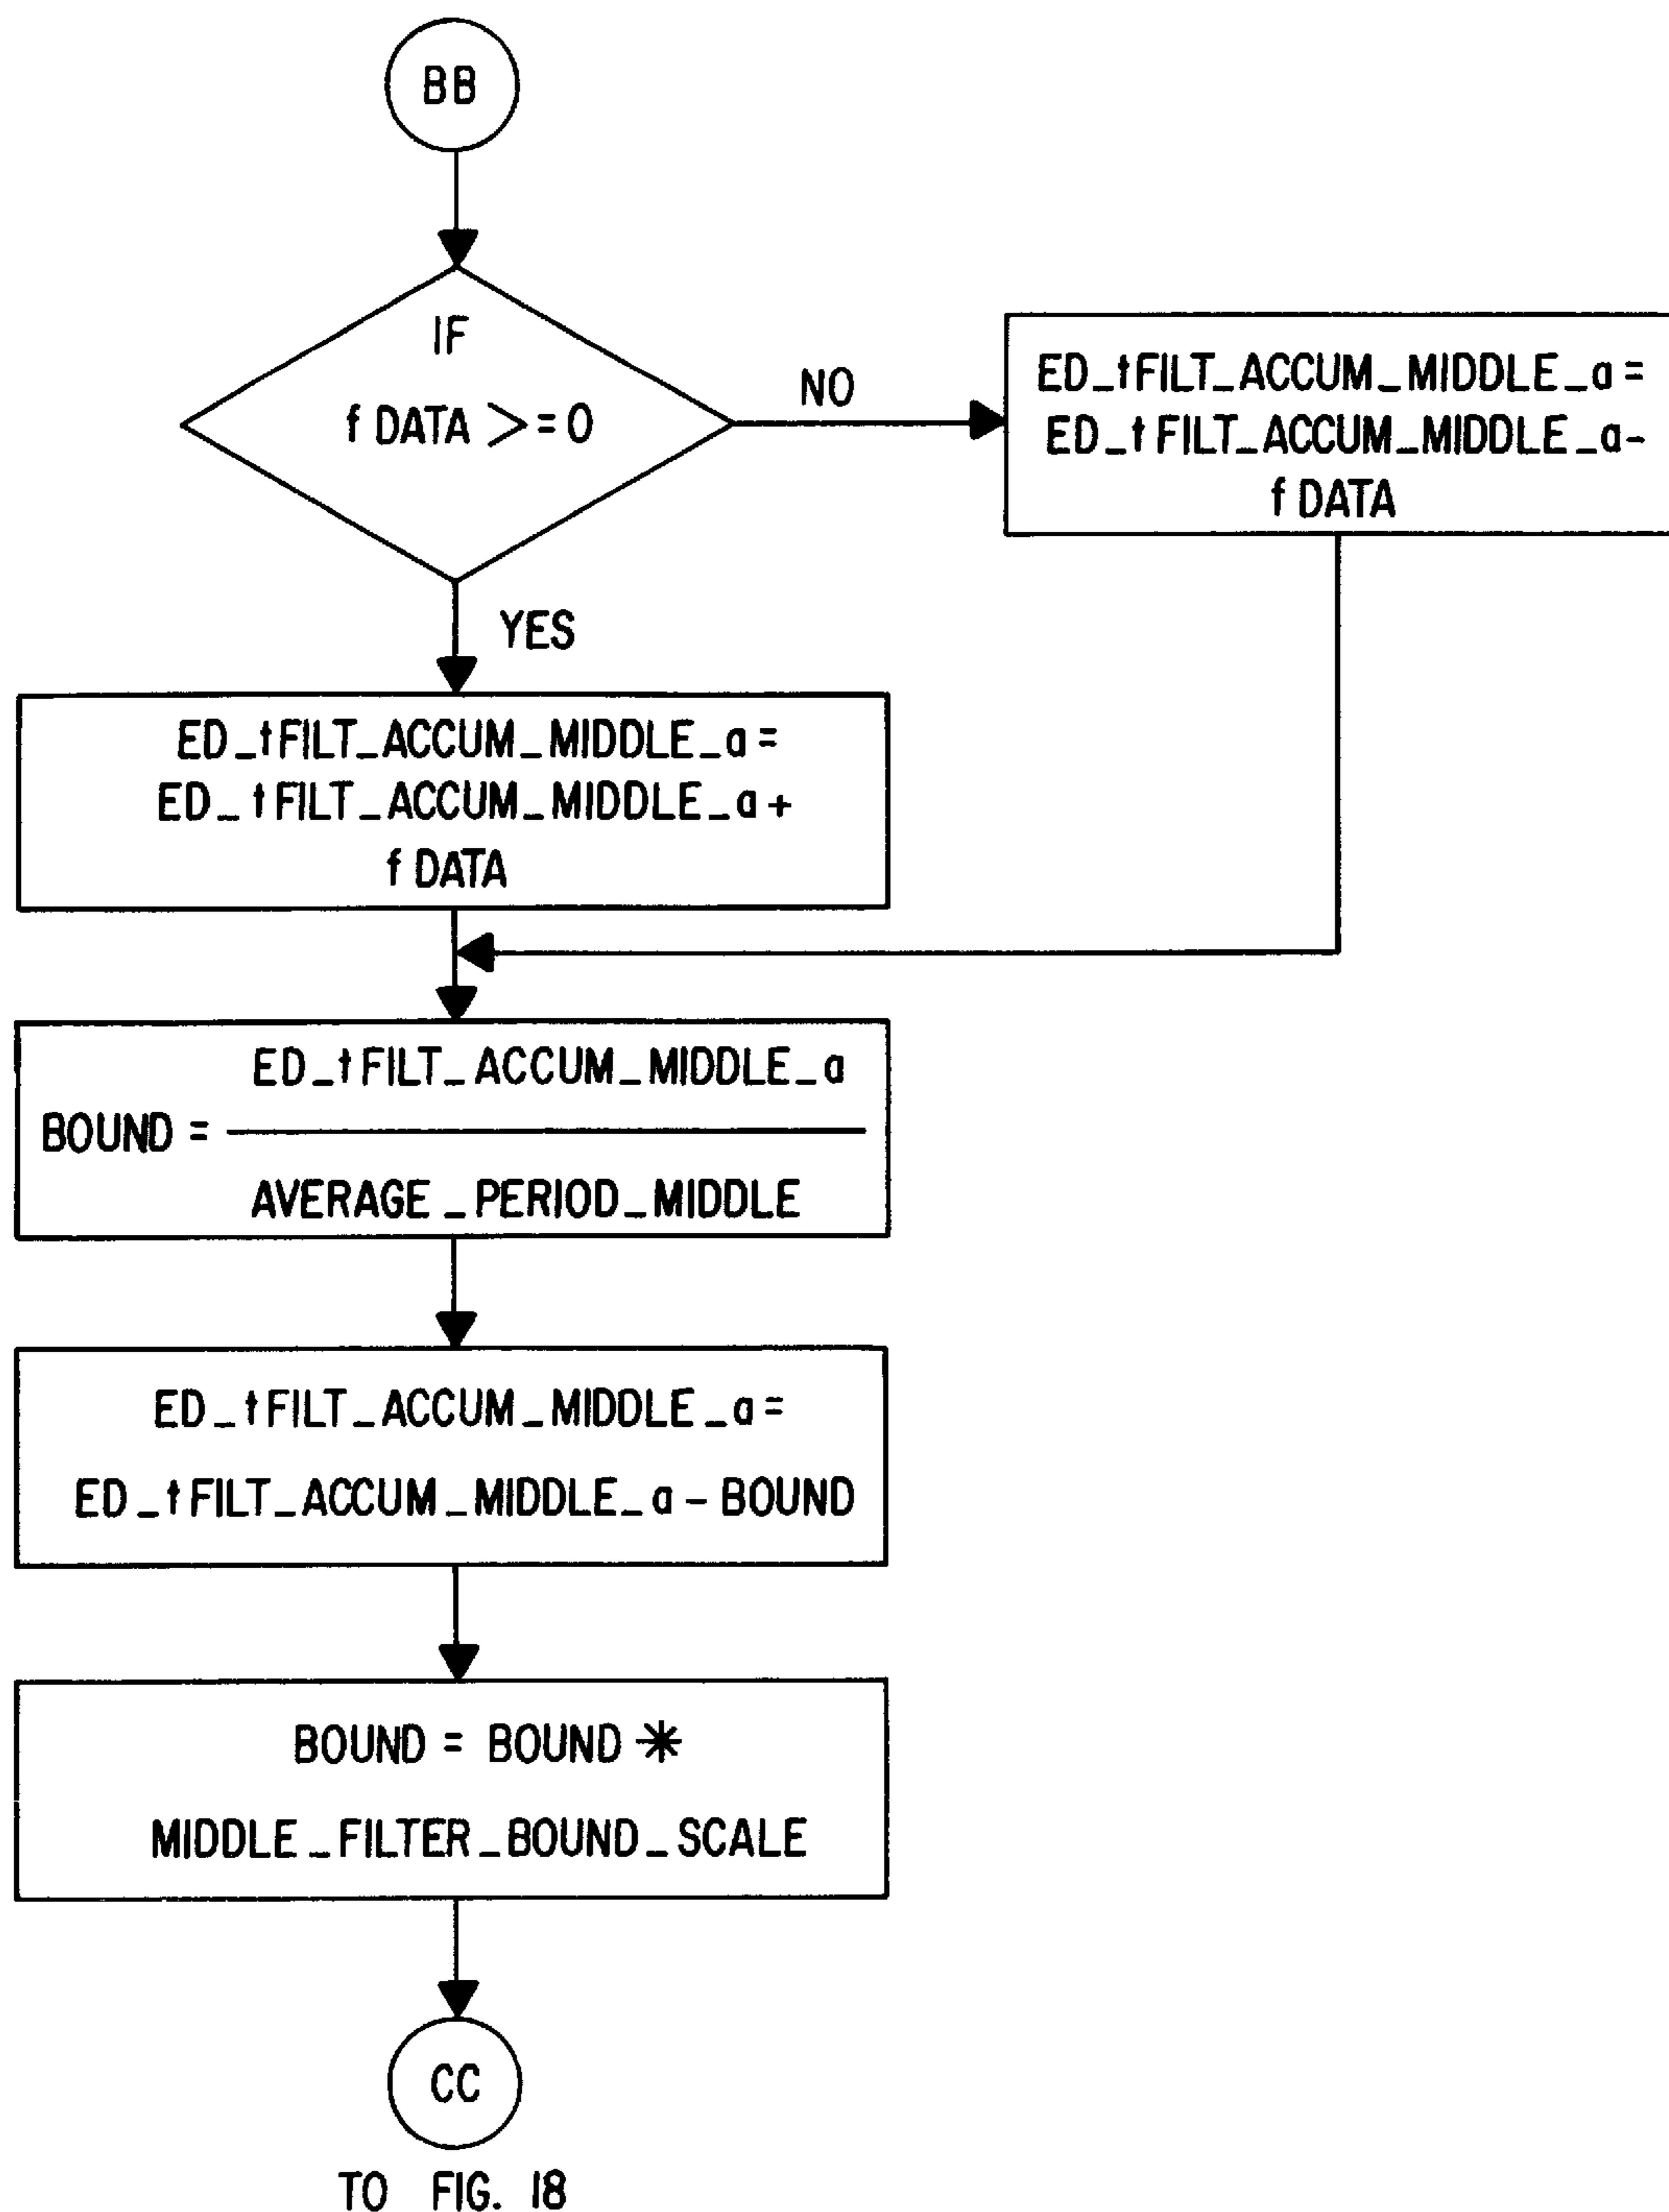 BB
IF
f DATA >=0
NO
ED_tFILT_ACCUM_MIDDLE_a=
ED_tFILT_ACCUM_MIDDLE_a-
f DATA
YES
ED_tFILT_ACCUM_MIDDLE_a=
ED_tFILT_ACCUM_MIDDLE_a+
f DATA
ED_tFILT_ACCUM_MIDDLE_a
BOUND =
AVERAGE_PERIOD_MIDDLE
ED_tFILT_ACCUM_MIDDLE_a=
ED_tFILT_ACCUM_MIDDLE_a-BOUND
BOUND = BOUND *
MIDDLE_FILTER_BOUND_SCALE
CC
TO FIG. 18